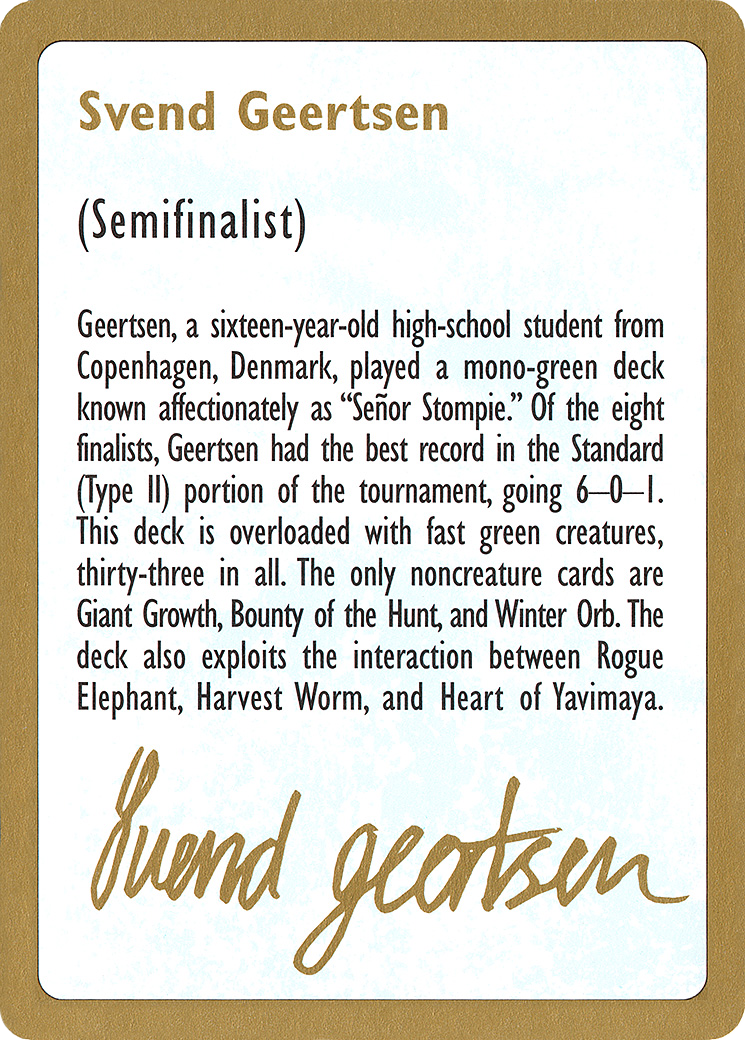 Svend Geertsen
(Semifinalist)
Geertsen, a sixteen-year-old high-school student from
Copenhagen, Denmark, played a mono-green deck
known affectionately as “Señor Stompie.” Of the eight
finalists, Geertsen had the best record in the Standard
(Type II) portion of the tournament, going 6–0–1.
This deck is overloaded with fast green creatures,
thirty-three in all. The only noncreature cards are
Giant Growth, Bounty of the Hunt, and Winter Orb. The
deck also exploits the interaction between Rogue
Elephant, Harvest Worm, and Heart of Yavimaya.
Svend geertsen